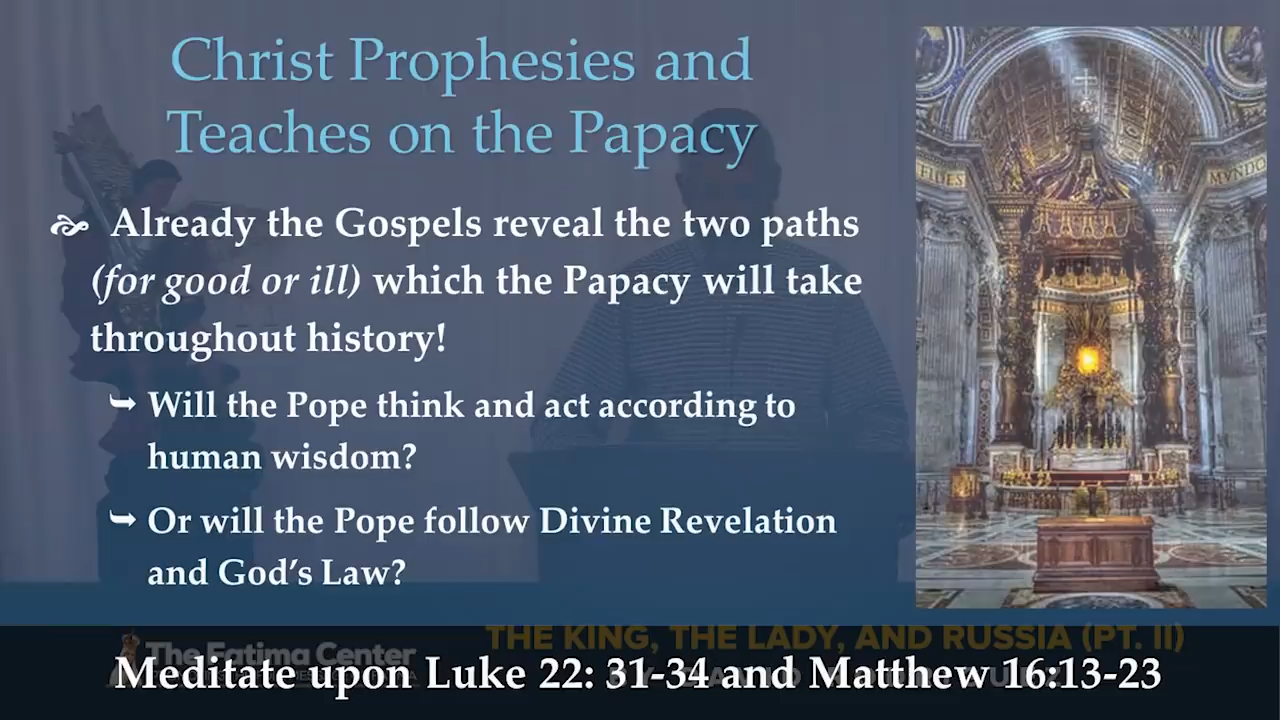 Christ Prophesies and
Teaches on the Papacy
Already the Gospels reveal the two paths
(for good or ill) which the Papacy will take
throughout history!
Will the Pope think and act according to
human wisdom?
Or will the Pope follow Divine Revelation
and God's Law?
FIDES
MVNDO
THE KING, THE LADY, AND RUSSIA (PT. II)
The Fatima Center
Meditate upon Luke 22: 31-34 and Matthew 16:13-23